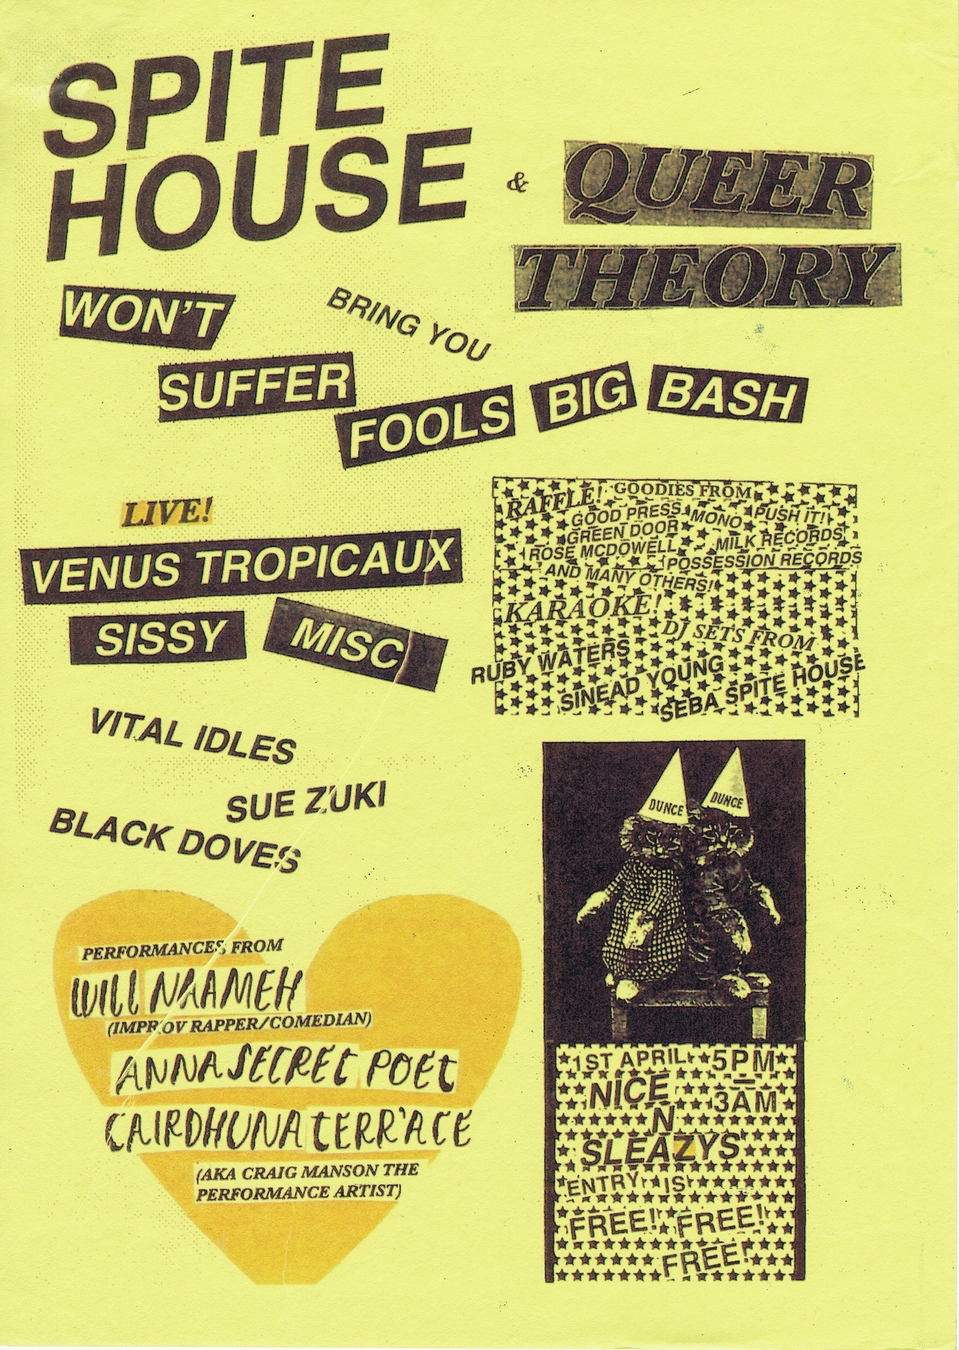 SPITE
HOUSE
& QUEER
THEORY
WON'T
BRING YOU
SUFFER
FOOLS BIG BASH
LIVE!
VENUS TROPICAUX
SISSY MISC
VITAL IDLES
SUE ZUKI
BLACK DOVES
RAFFLE! GOODIES FROM
GOOD PRESS MONO PUSH IT!
GREEN DOOR MILK RECORDS
ROSE MCDOWELL POSSESSION RECORDS
AND MANY OTHERS!
KARAOKE!
DJ SETS FROM
RUBY WATERS
SINEAD YOUNG
SEBA SPITE HOUSE
DUNCE DUNCE
PERFORMANCES FROM
WILL NAAMEH
(IMPROV RAPPER/COMEDIAN)
ANNA SECRET POET
CAIRDHUNA TERR'ACE
(AKA CRAIG MANSON THE
PERFORMANCE ARTIST)
1ST APRIL 5PM
–
NICE 3AM
N
SLEAZYS
ENTRY IS
FREE! FREE!
FREE!